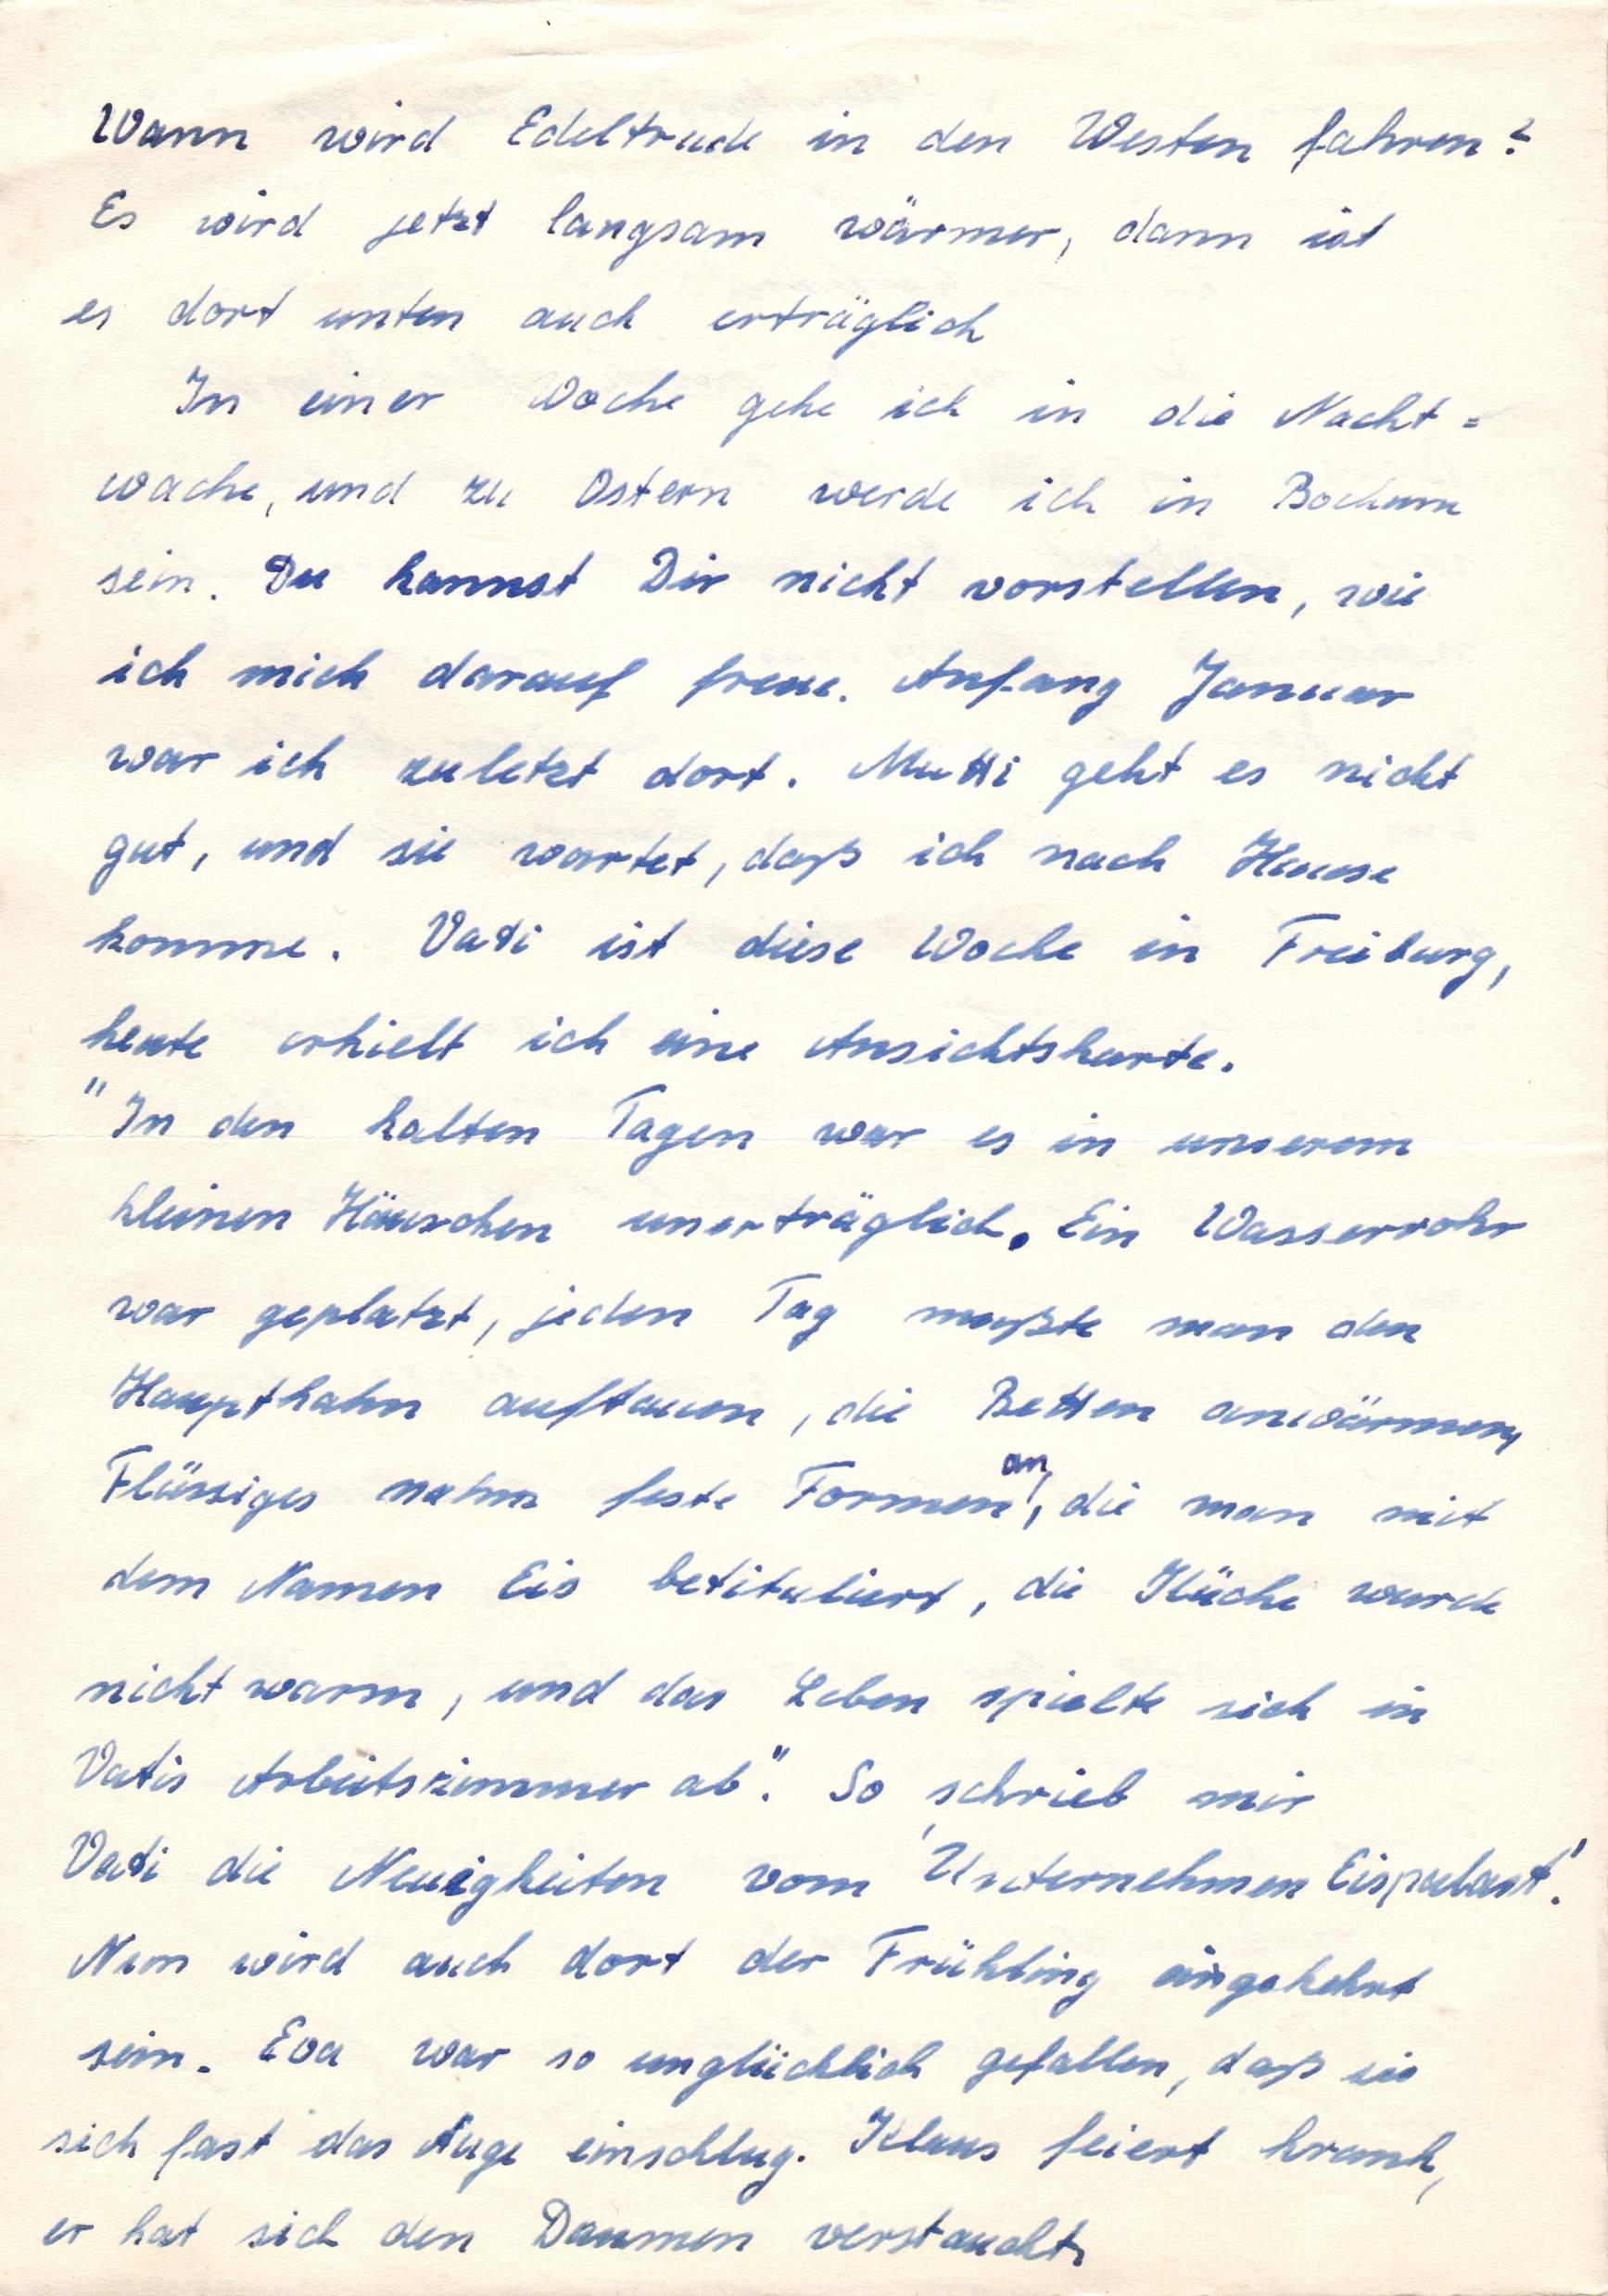 Wann wird Edeltrude in den Westen fahren?
Es wird jetzt langsam wärmer, dann ist
es dort unten auch erträglich
In einer Woche gehe ich in die Nacht=
wache, und zu Ostern werde ich in Bochum
sein. Du kannst Dir nicht vorstellen, wie
ich mich darauf freue. Anfang Januar
war ich zuletzt dort. Mutti geht es nicht
gut, und sie wartet, daß ich nach Hause
komme. Vati ist diese Woche in Freiburg,
heute erhielt ich eine Ansichtskarte.
"In den kalten Tagen war es in unserem
kleinen Häuschen unerträglich. Ein Wasserrohr
war geplatzt, jeden Tag mußte man den
Haupthahn auftauen, die Betten anwärmen,
Flüssiges nahm feste Formen an, die man mit
dem Namen Eis betituliert, die Küche wurde
nicht warm, und das Leben spielte sich in
Vatis Arbeitszimmer ab". So schrieb mir
Vati die Neuigkeiten vom 'Unternehmen Eispalast'.
Nun wird auch dort der Frühling eingekehrt
sein. Eva war so unglücklich gefallen, daß sie
sich fast das Auge einschlug. Klaus feiert krank,
er hat sich den Daumen verstaucht,